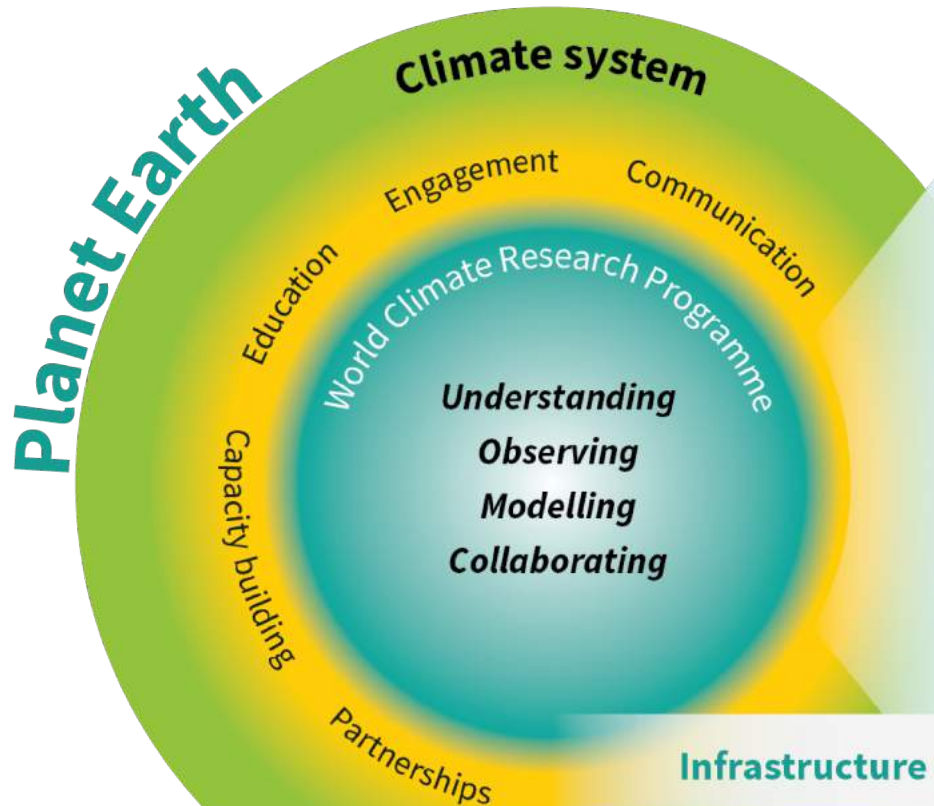 Planet Earth
Climate system
Engagement
Communication
Education
World Climate Research Programme
Understanding
Observing
Modelling
Collaborating
Capacity building
Partnerships
Infrastructure